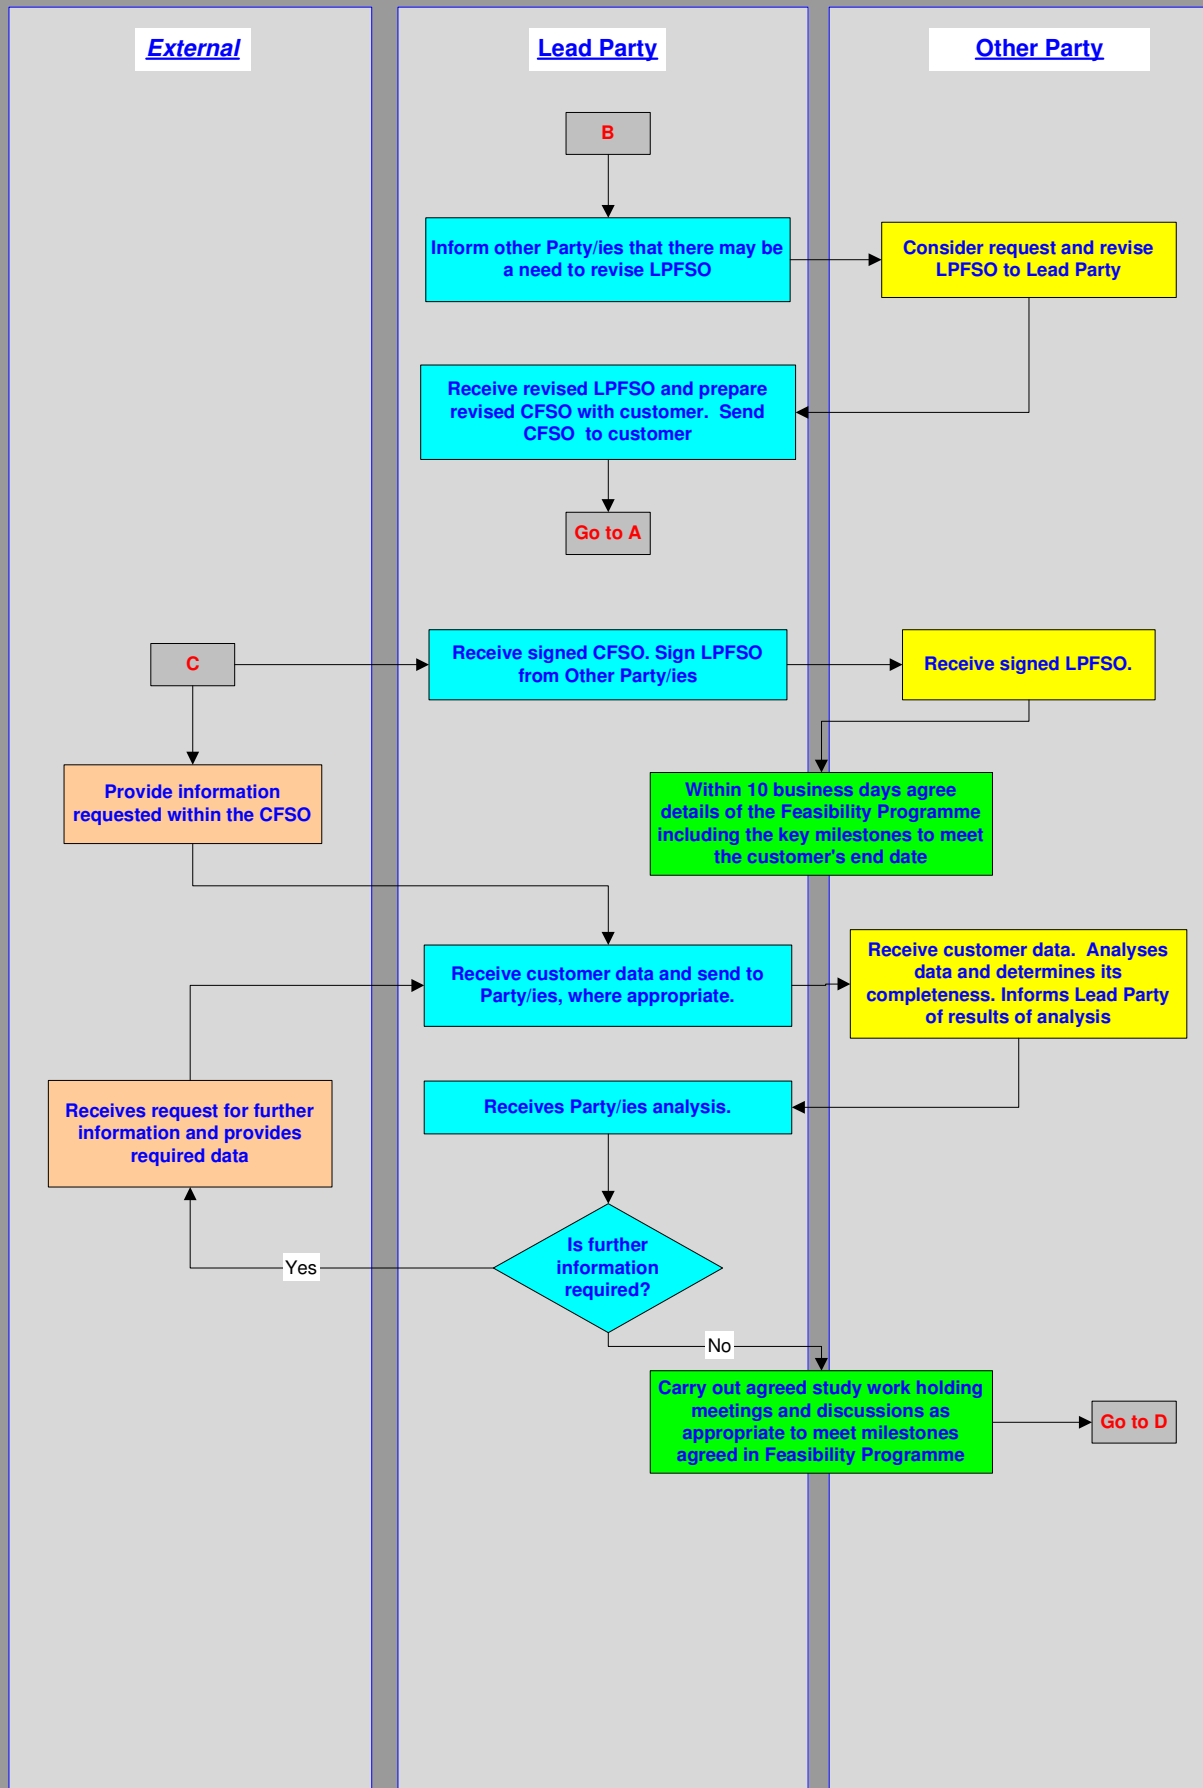 External
Lead Party
Other Party
B
Inform other Party/ies that there may be
a need to revise LPFSO
Consider request and revise
LPFSO to Lead Party
Receive revised LPFSO and prepare
revised CFSO with customer.  Send
CFSO  to customer
Go to A
C
Receive signed CFSO. Sign LPFSO
from Other Party/ies
Receive signed LPFSO.
Provide information
requested within the CFSO
Within 10 business days agree
details of the Feasibility Programme
including the key milestones to meet
the customer's end date
Receive customer data and send to
Party/ies, where appropriate.
Receive customer data.  Analyses
data and determines its
completeness. Informs Lead Party
of results of analysis
Receives request for further
information and provides
required data
Receives Party/ies analysis.
Is further
information
required?
Yes
No
Carry out agreed study work holding
meetings and discussions as
appropriate to meet milestones
agreed in Feasibility Programme
Go to D